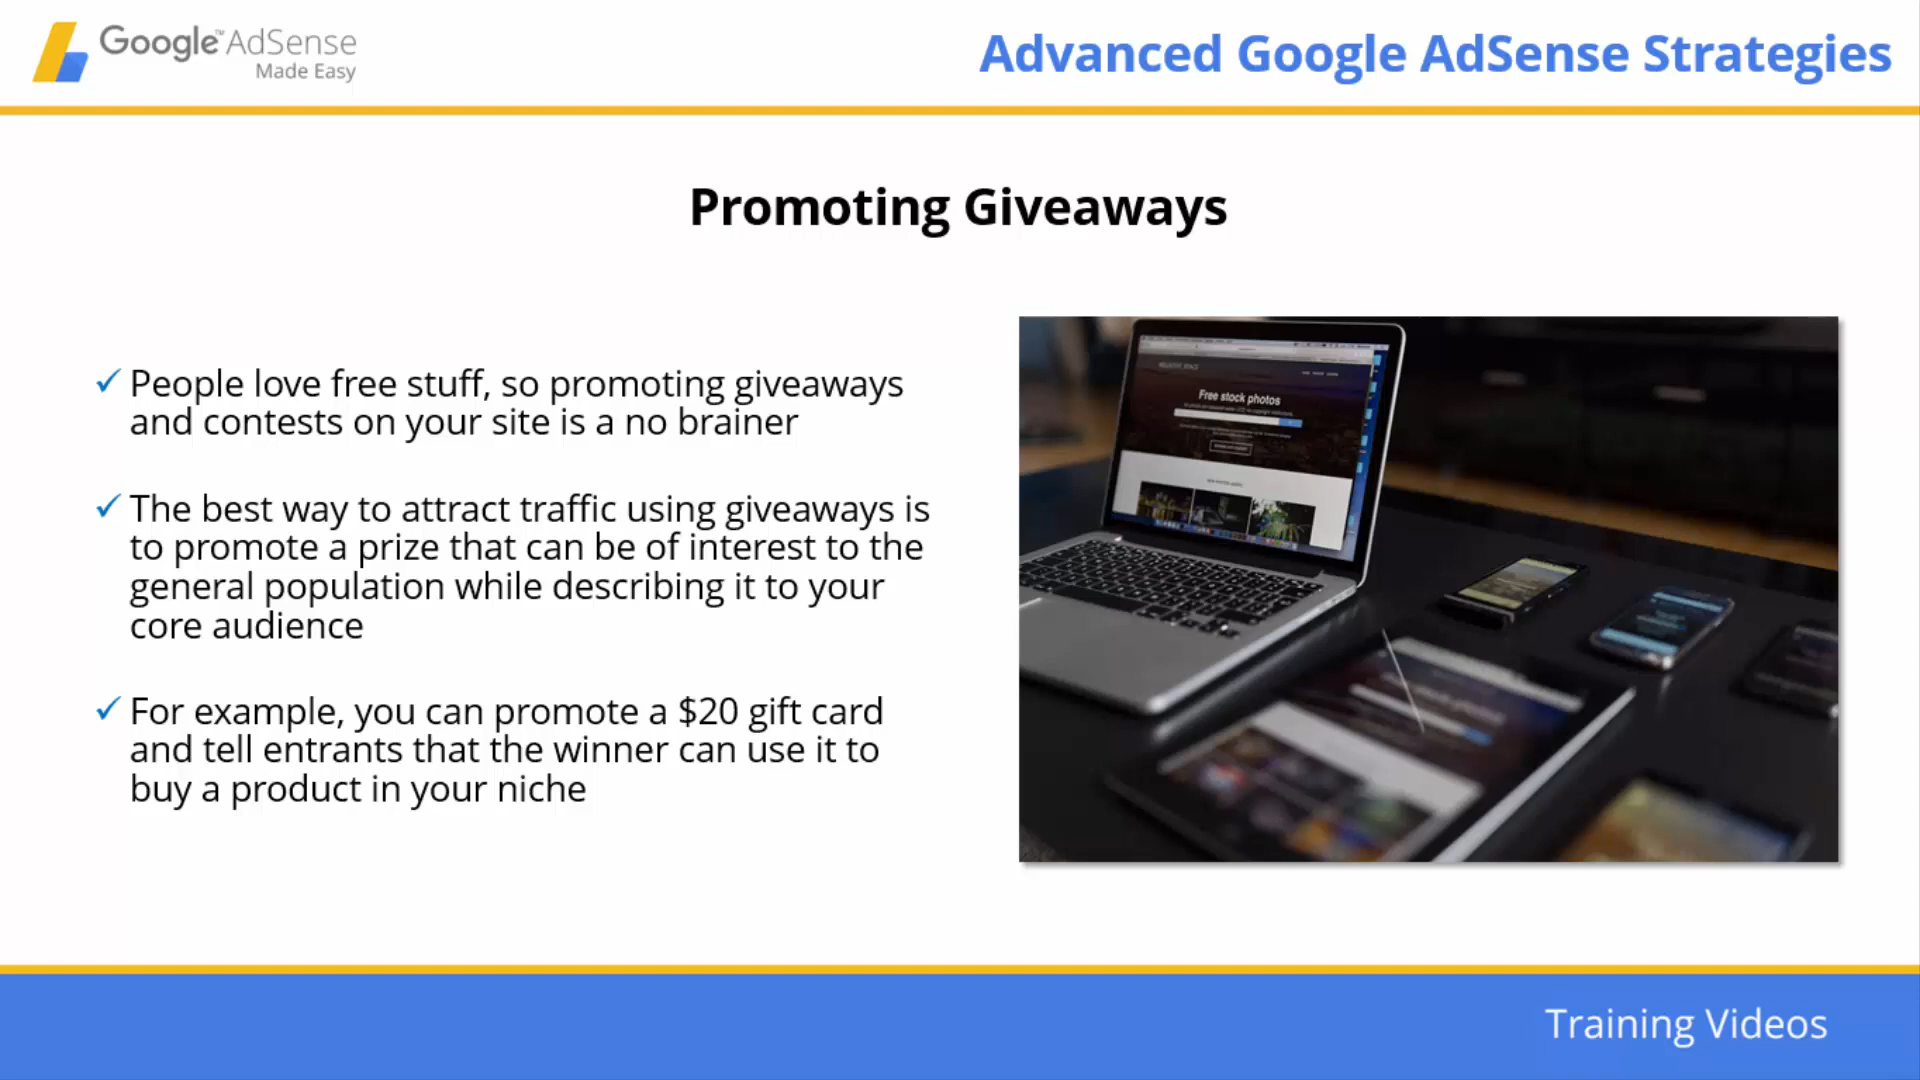 Google™ AdSense
Made Easy
Advanced Google AdSense Strategies
Promoting Giveaways
People love free stuff, so promoting giveaways
and contests on your site is a no brainer
The best way to attract traffic using giveaways is
to promote a prize that can be of interest to the
general population while describing it to your
core audience
For example, you can promote a $20 gift card
and tell entrants that the winner can use it to
buy a product in your niche
Free stock photos
Training Videos